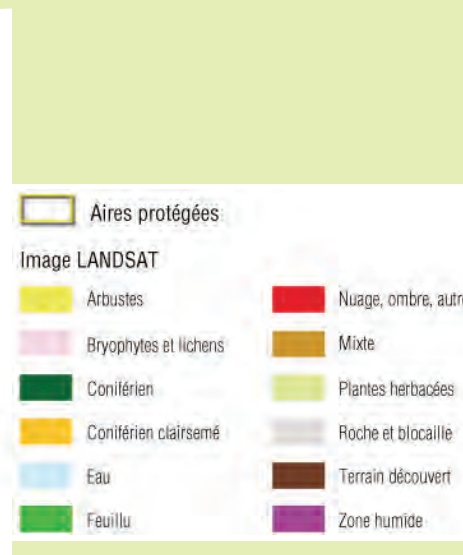 Aires protégées
Image LANDSAT
Arbustes
Bryophytes et lichens
Coniférien
Coniférien clairsemé
Eau
Feuillu
Nuage, ombre, autre
Mixte
Plantes herbacées
Roche et blocaille
Terrain découvert
Zone humide